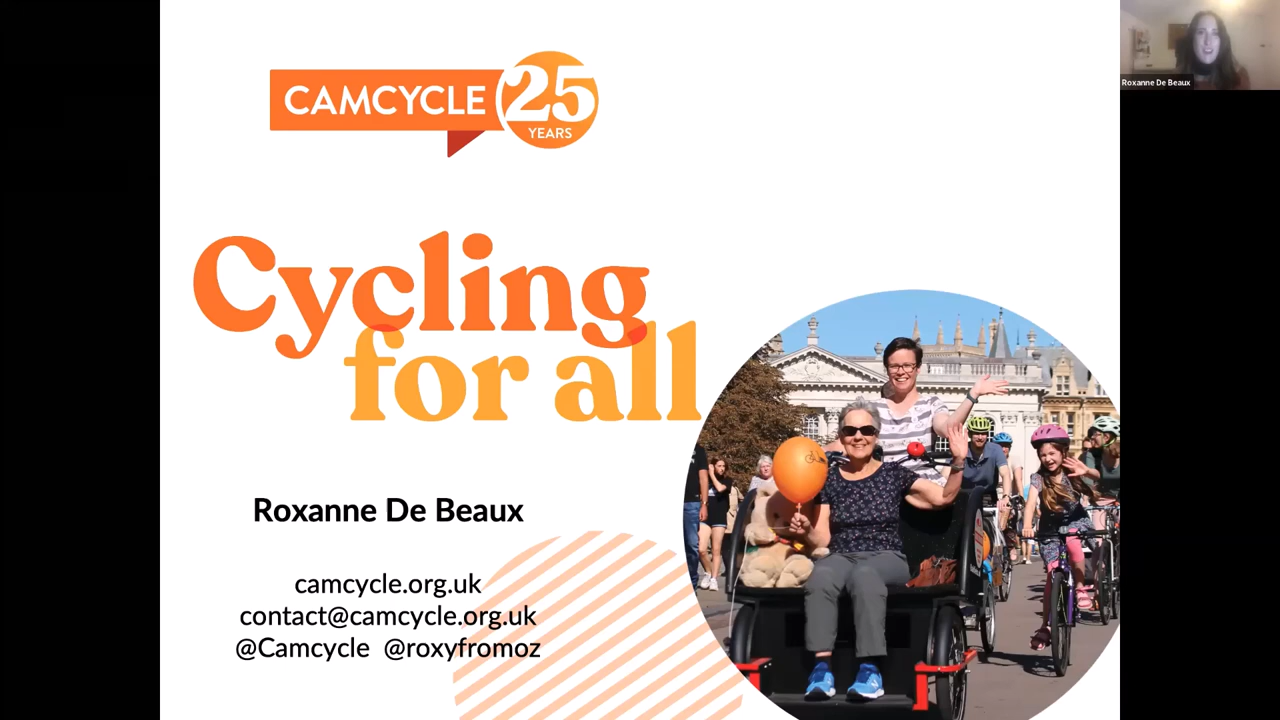 CAMCYCLE 25
YEARS
Roxanne De Beaux
Cycling
for all
Roxanne De Beaux
camcycle.org.uk
contact@camcycle.org.uk
@Camcycle @roxyfromoz